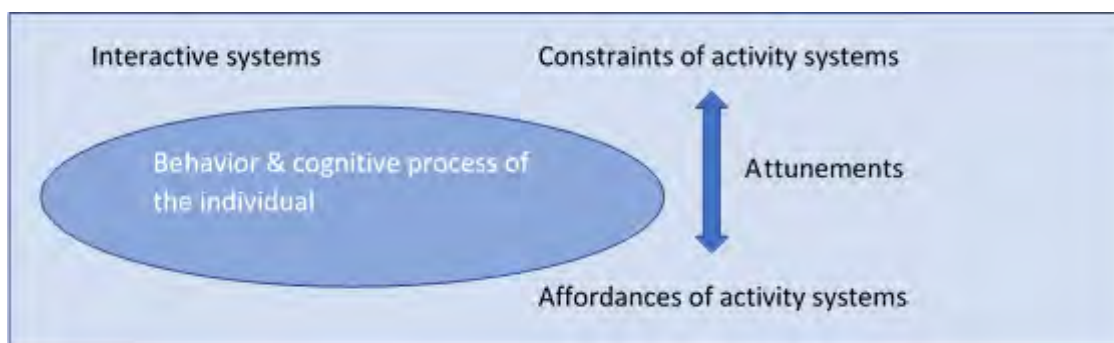 Interactive systems
Constraints of activity systems
Behavior & cognitive process of
the individual
Attunements
Affordances of activity systems